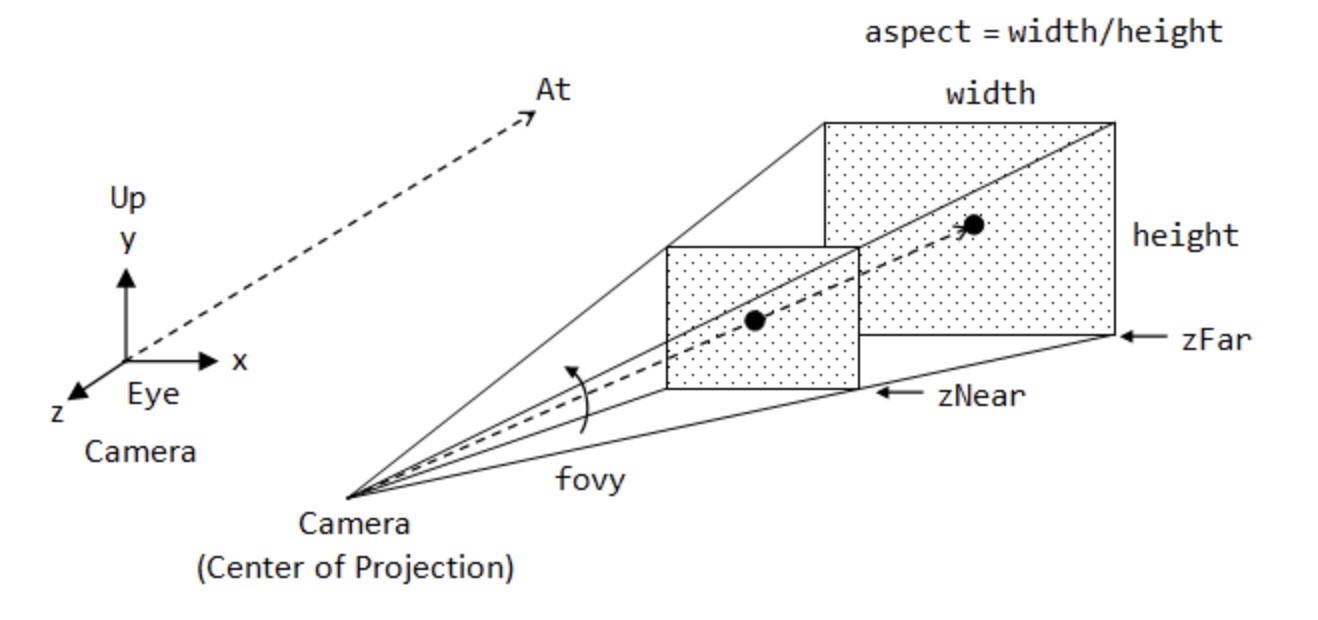 aspect = width/height
width
At
Up
y
height
x
zFar
Eye
zNear
z
Camera
fovy
Camera
(Center of Projection)